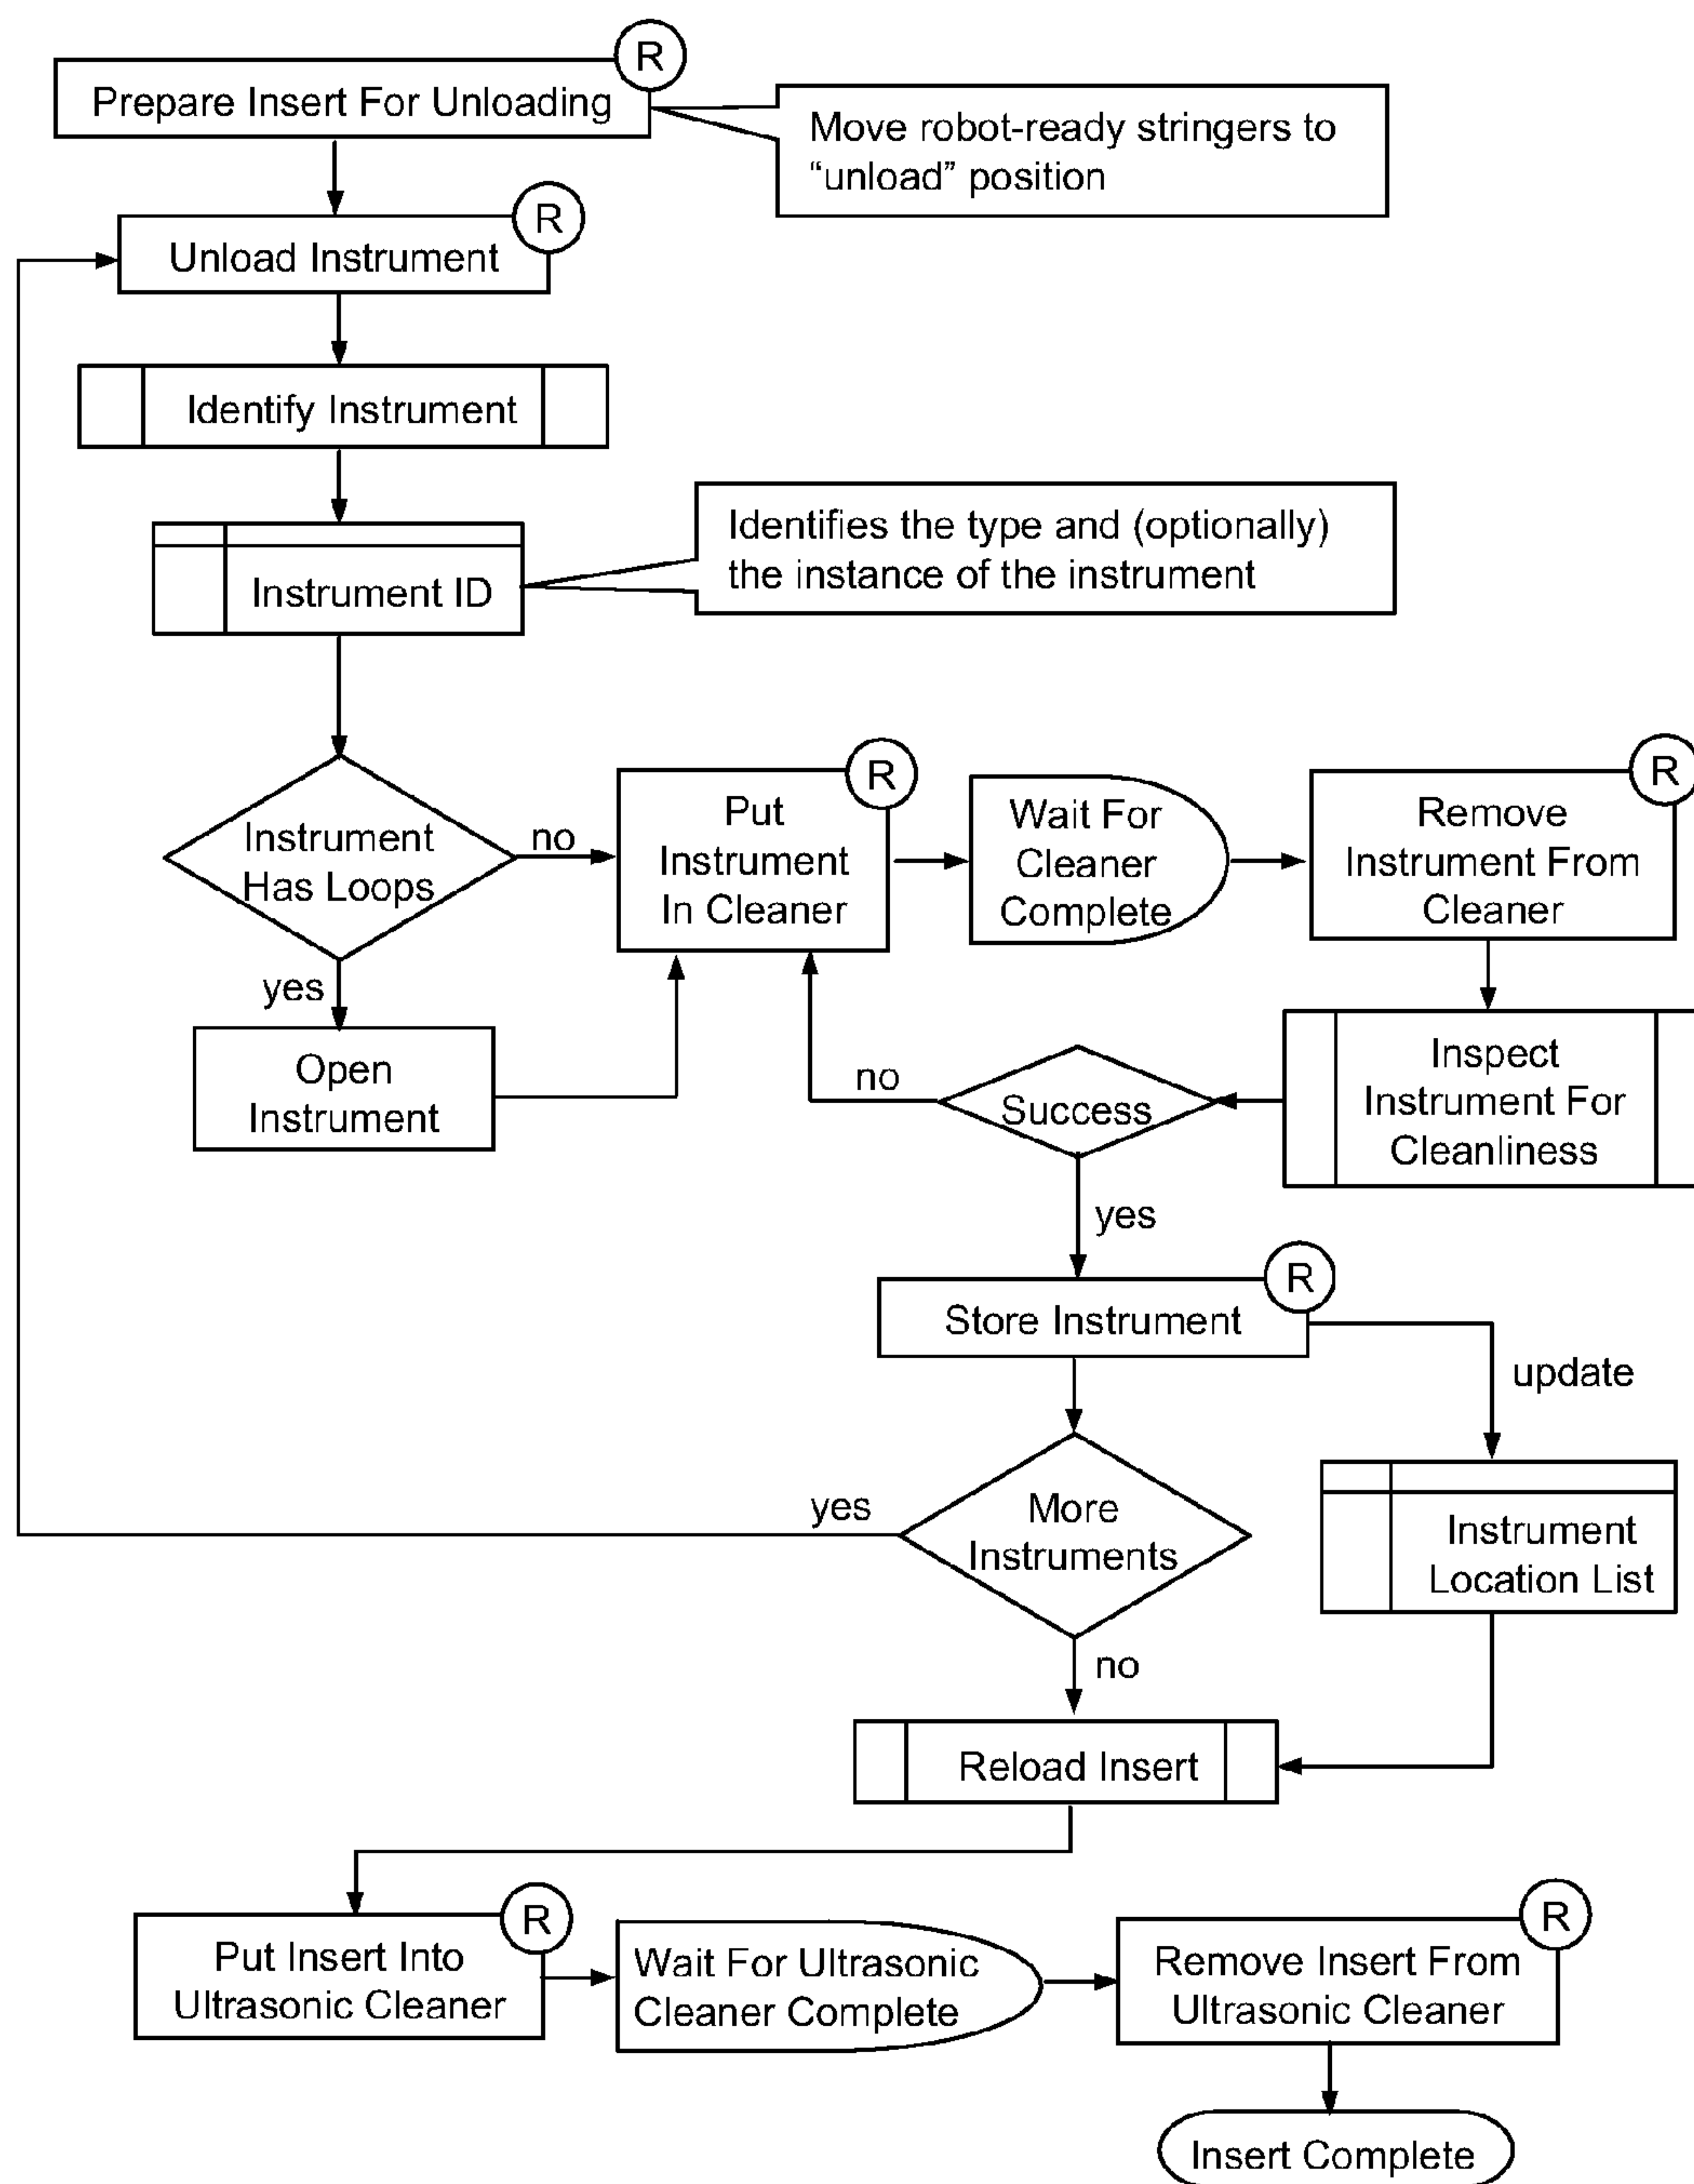 R
Prepare Insert For Unloading
Move robot-ready stringers to
“unload” position
R
Unload Instrument
Identify Instrument
Identifies the type and (optionally)
the instance of the instrument
Instrument ID
Instrument
Has Loops
no
yes
Open
Instrument
R
Put
Instrument
In Cleaner
Wait For
Cleaner
Complete
R
Remove
Instrument From
Cleaner
Inspect
Instrument For
Cleanliness
Success
no
yes
R
Store Instrument
update
Instrument
Location List
More
Instruments
yes
no
Reload Insert
R
Put Insert Into
Ultrasonic Cleaner
Wait For Ultrasonic
Cleaner Complete
R
Remove Insert From
Ultrasonic Cleaner
Insert Complete